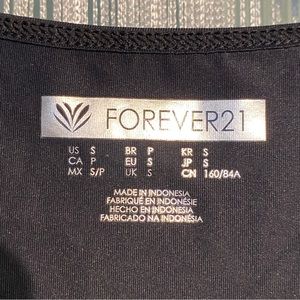 FOREVER21
US S BR P KR S
CA P EU S JP S
MX S/P UK S CN 160/84A
MADE IN INDONESIA
FABRIQUÉ EN INDONÉSIE
HECHO EN INDONESIA
FABRICADO NA INDONÉSIA